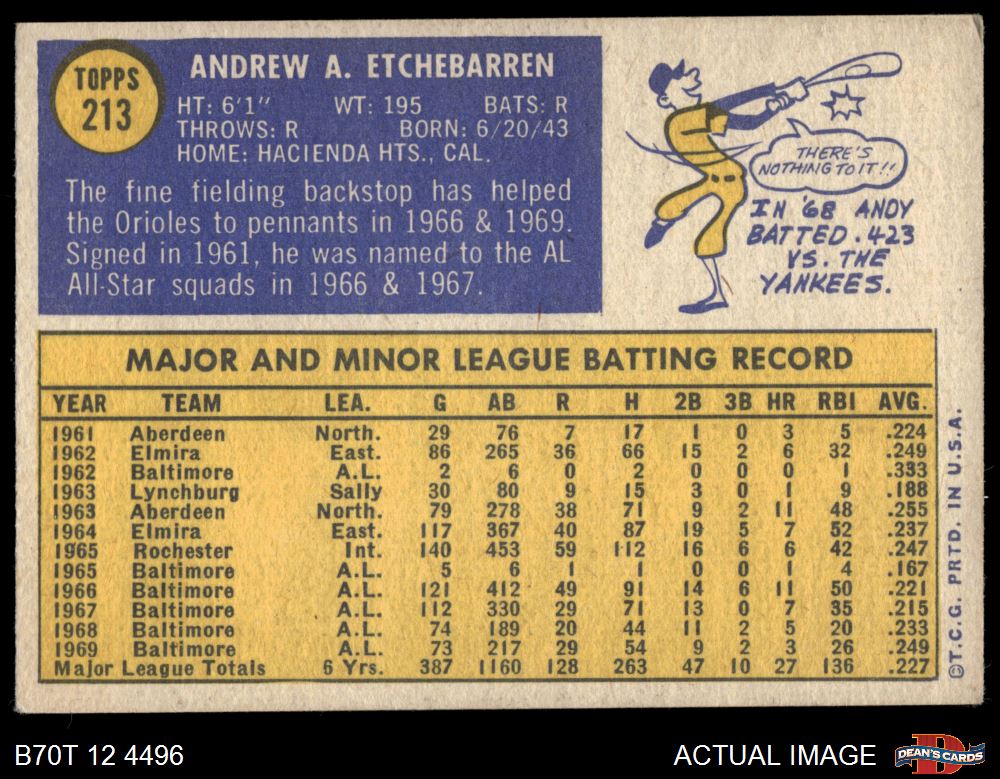 TOPPS
213
ANDREW A. ETCHEBARREN
HT: 6'1" WT: 195 BATS: R
THROWS: R BORN: 6/20/43
HOME: HACIENDA HTS., CAL.
The fine fielding backstop has helped
the Orioles to pennants in 1966 & 1969.
Signed in 1961, he was named to the AL
All-Star squads in 1966 & 1967.
THERE'S
NOTHING TO IT!!
IN '68 ANDY
BATTED .423
VS. THE
YANKEES.
MAJOR AND MINOR LEAGUE BATTING RECORD
YEAR TEAM LEA. G AB R H 2B 3B HR RBI AVG.
1961 Aberdeen North. 29 76 7 17 1 0 3 5 .224
1962 Elmira East. 86 265 36 66 15 2 6 32 .249
1962 Baltimore A.L. 2 6 0 2 0 0 0 1 .333
1963 Lynchburg Sally 30 80 9 15 3 0 1 9 .188
1963 Aberdeen North. 79 278 38 71 9 2 11 48 .255
1964 Elmira East. 117 367 40 87 19 5 7 52 .237
1965 Rochester Int. 140 453 59 112 16 6 6 42 .247
1965 Baltimore A.L. 5 6 1 1 0 0 1 4 .167
1966 Baltimore A.L. 121 412 49 91 14 6 11 50 .221
1967 Baltimore A.L. 112 330 29 71 13 0 7 35 .215
1968 Baltimore A.L. 74 189 20 44 11 2 5 20 .233
1969 Baltimore A.L. 73 217 29 54 9 2 3 26 .249
Major League Totals 6 Yrs. 387 1160 128 263 47 10 27 136 .227
©T.C.G. PRTD. IN U.S.A.
B70T 12 4496
ACTUAL IMAGE
D
DEAN'S CARDS